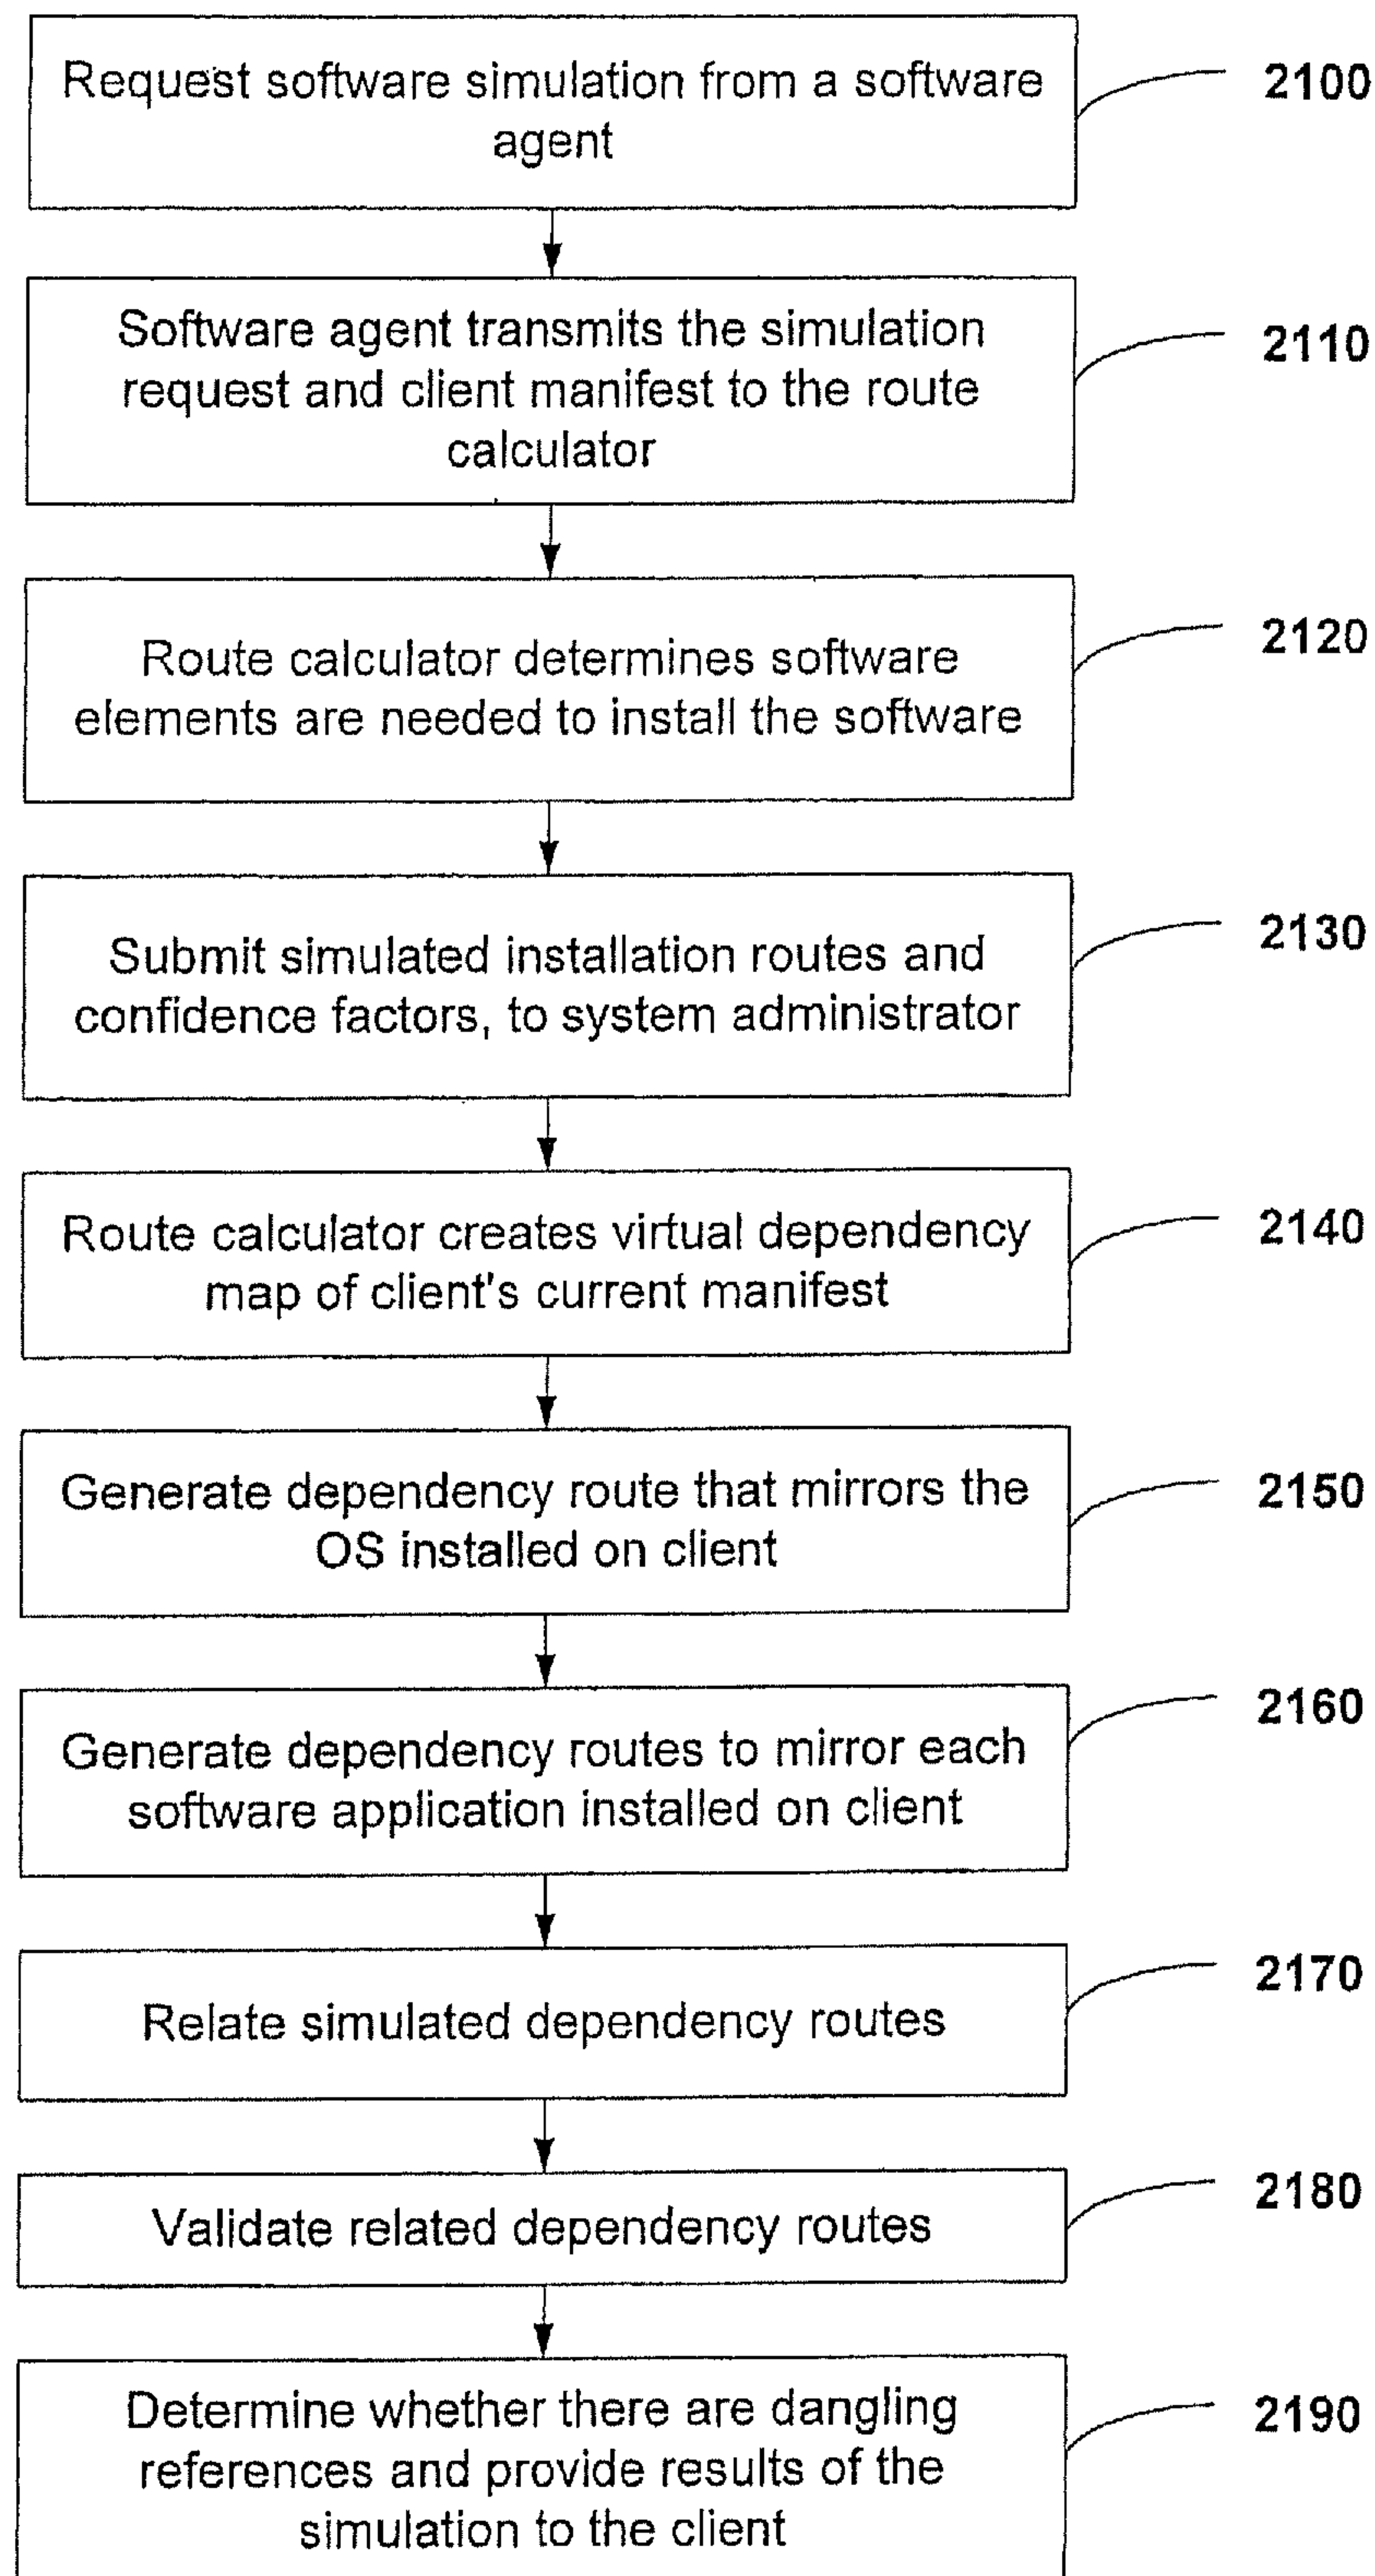 Request software simulation from a software
agent
2100
Software agent transmits the simulation
request and client manifest to the route
calculator
2110
Route calculator determines software
elements are needed to install the software
2120
Submit simulated installation routes and
confidence factors, to system administrator
2130
Route calculator creates virtual dependency
map of client's current manifest
2140
Generate dependency route that mirrors the
OS installed on client
2150
Generate dependency routes to mirror each
software application installed on client
2160
Relate simulated dependency routes
2170
Validate related dependency routes
2180
Determine whether there are dangling
references and provide results of the
simulation to the client
2190